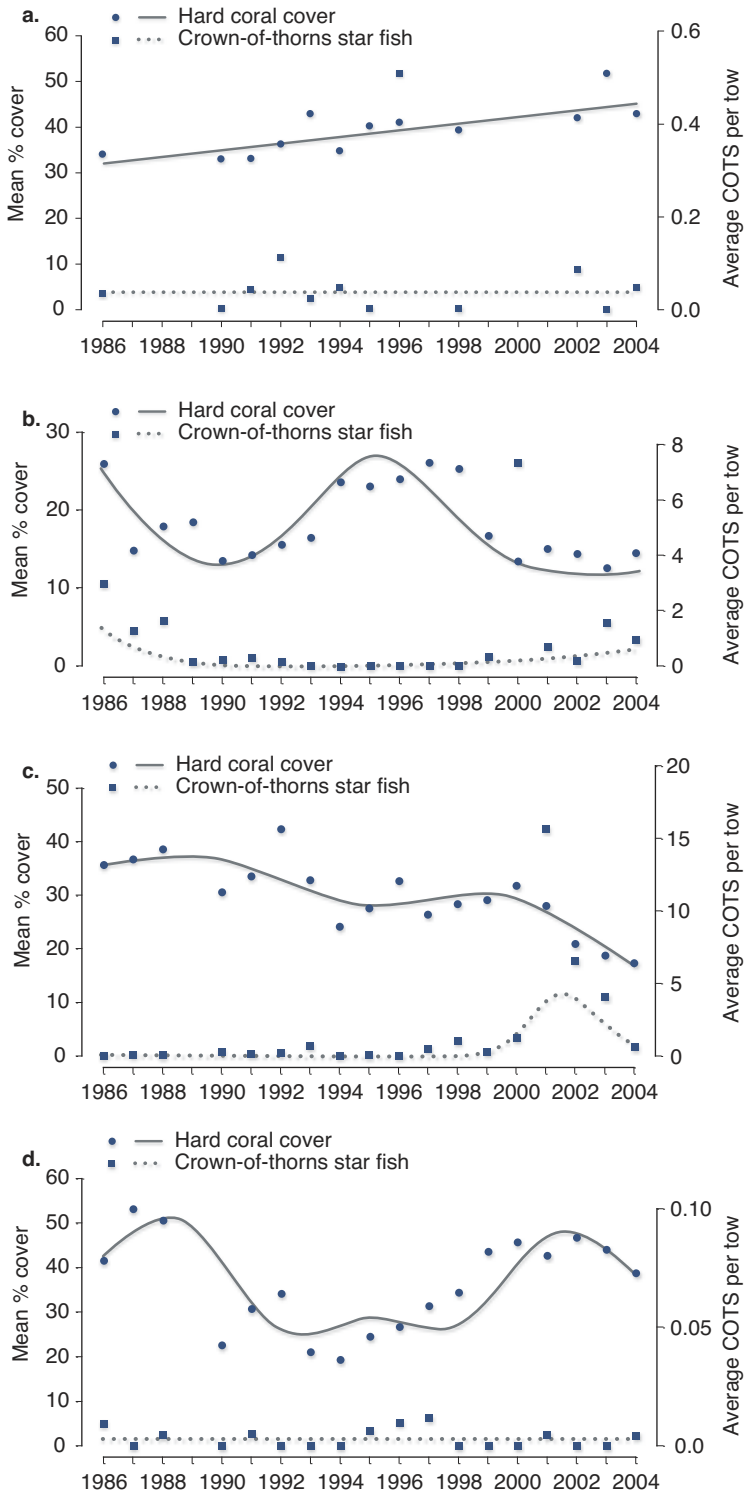 a.
Hard coral cover
Crown-of-thorns star fish
Mean % cover
60
50
40
30
20
10
0
Average COTS per tow
0.6
0.4
0.2
0.0
1986 1988 1990 1992 1994 1996 1998 2000 2002 2004
b.
Hard coral cover
Crown-of-thorns star fish
Mean % cover
30
20
10
0
Average COTS per tow
8
6
4
2
0
1986 1988 1990 1992 1994 1996 1998 2000 2002 2004
c.
Hard coral cover
Crown-of-thorns star fish
Mean % cover
50
40
30
20
10
0
Average COTS per tow
20
15
10
5
0
1986 1988 1990 1992 1994 1996 1998 2000 2002 2004
d.
Hard coral cover
Crown-of-thorns star fish
Mean % cover
60
50
40
30
20
10
0
Average COTS per tow
0.10
0.05
0.0
1986 1988 1990 1992 1994 1996 1998 2000 2002 2004